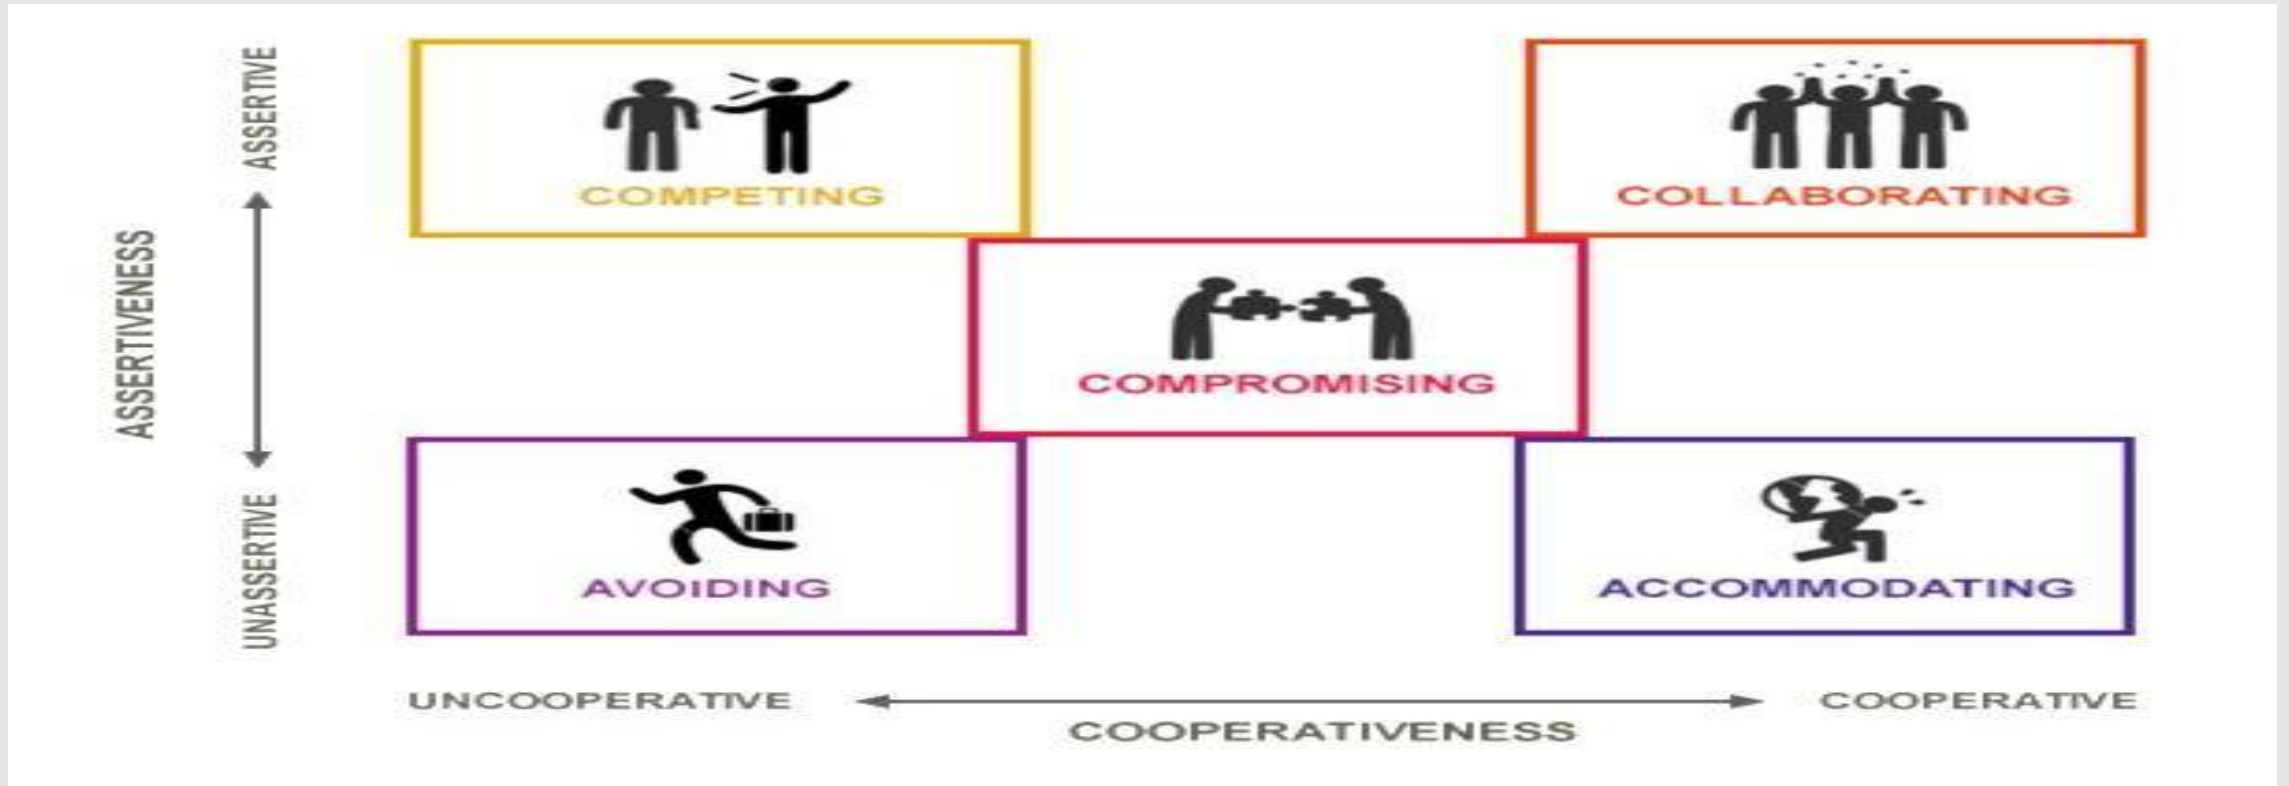 ASSERTIVE
COMPETING
COLLABORATING
ASSERTIVENESS
COMPROMISING
UNASSERTIVE
AVOIDING
ACCOMMODATING
UNCOOPERATIVE
COOPERATIVE
COOPERATIVENESS